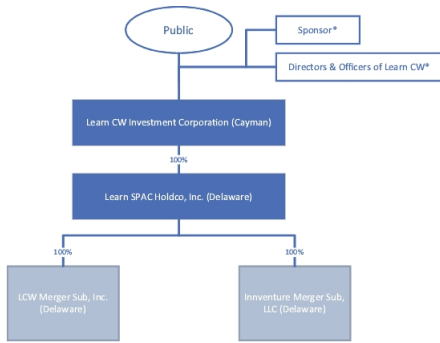 Public
Sponsor*
Directors & Officers of Learn CW*
Learn CW Investment Corporation (Cayman)
100%
Learn SPAC Holdco, Inc. (Delaware)
100%
100%
LCW Merger Sub, Inc.
(Delaware)
Innventure Merger Sub,
LLC (Delaware)